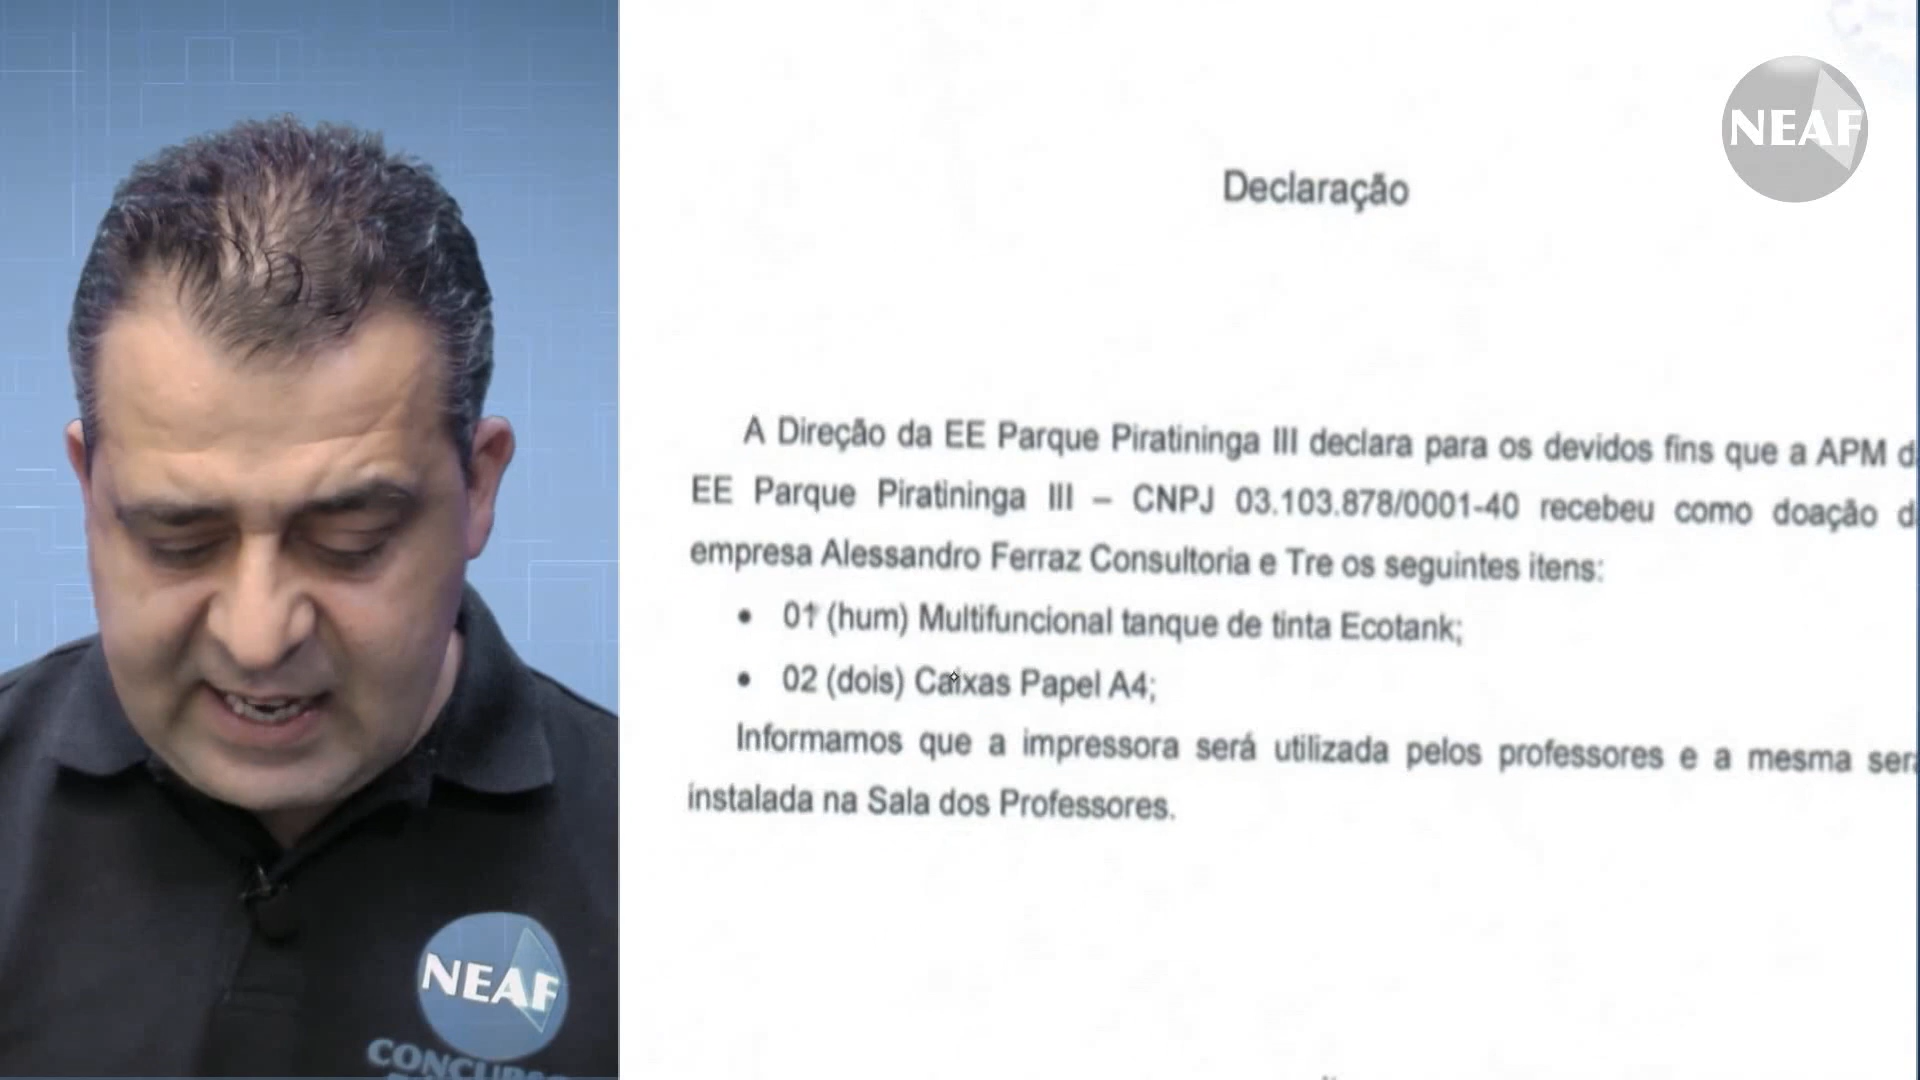 NEAF
Declaração
A Direção da EE Parque Piratininga III declara para os devidos fins que a APM d
EE Parque Piratininga III – CNPJ 03.103.878/0001-40 recebeu como doação d
empresa Alessandro Ferraz Consultoria e Tre os seguintes itens:
• 01 (hum) Multifuncional tanque de tinta Ecotank;
• 02 (dois) Caixas Papel A4;
Informamos que a impressora será utilizada pelos professores e a mesma ser
instalada na Sala dos Professores.
NEAF